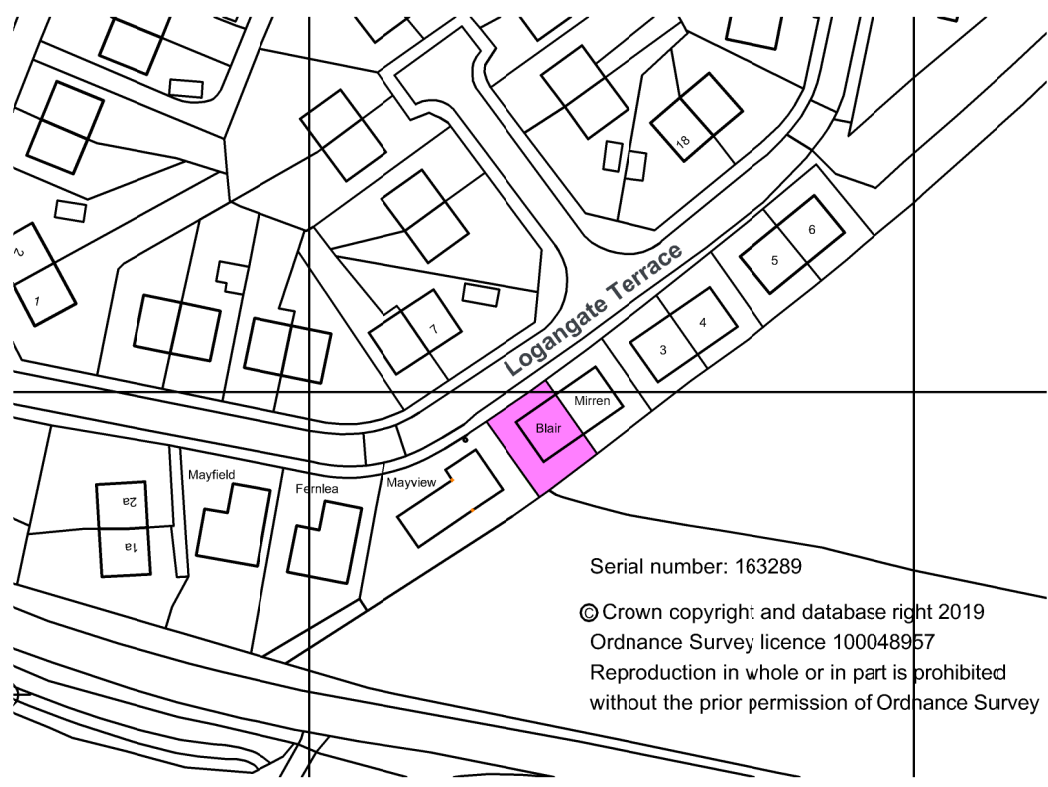 18
6
5
Logangate Terrace
4
3
7
2
1
Mirren
Blair
Mayfield
Fernlea
Mayview
2a
1a
Serial number: 163289
© Crown copyright and database right 2019
Ordnance Survey licence 100048957
Reproduction in whole or in part is prohibited
without the prior permission of Ordnance Survey